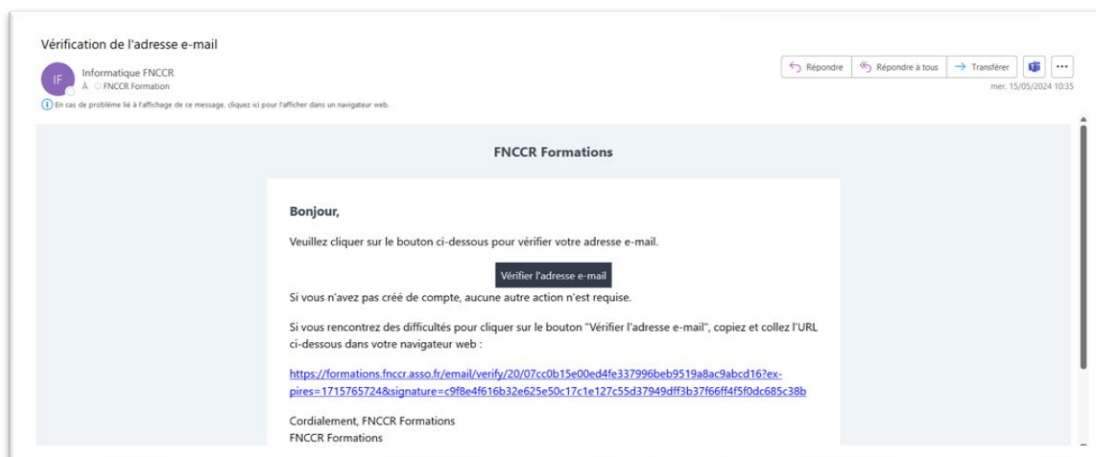 Vérification de l'adresse e-mail
IF
Informatique FNCCR
À FNCCR Formation
Répondre
Répondre à tous
Transférer
mer. 15/05/2024 10:35
En cas de problème lié à l'affichage de ce message, cliquez ici pour l'afficher dans un navigateur web.
FNCCR Formations
Bonjour,
Veuillez cliquer sur le bouton ci-dessous pour vérifier votre adresse e-mail.
Vérifier l'adresse e-mail
Si vous n'avez pas créé de compte, aucune autre action n'est requise.
Si vous rencontrez des difficultés pour cliquer sur le bouton "Vérifier l'adresse e-mail", copiez et collez l'URL
ci-dessous dans votre navigateur web :
https://formations.fnccr.asso.fr/email/verify/20/07cc0b15e00ed4fe337996beb9519a8ac9abcd16?ex-
pires=1715765724&signature=c9f8e4f616b32e625e50c17c1e127c55d37949dff3b37f66ff4f5f0dc685c38b
Cordialement, FNCCR Formations
FNCCR Formations